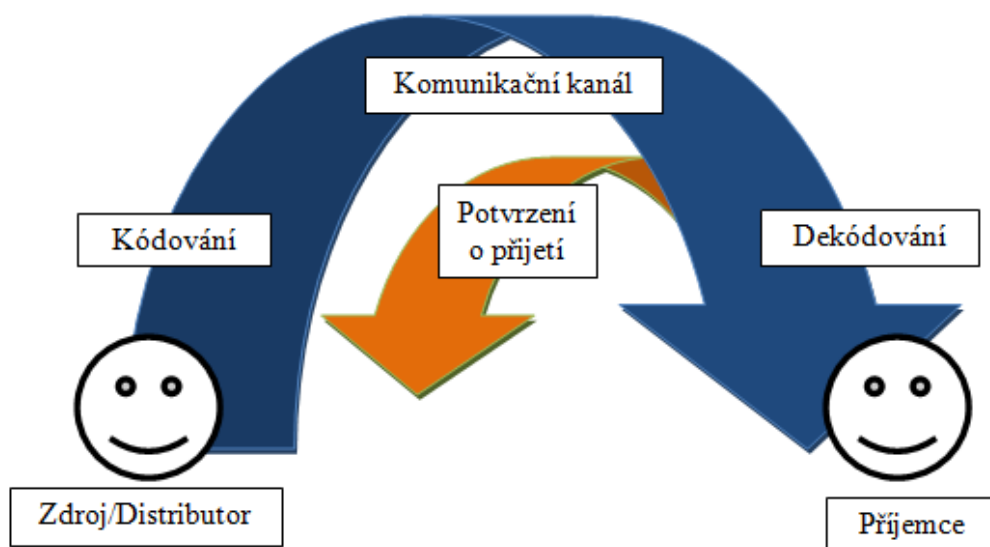 Komunikační kanál
Kódování
Potvrzení
o přijetí
Dekódování
Zdroj/Distributor
Příjemce